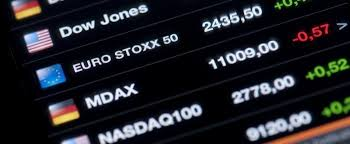 Dow Jones
EURO STOXX 50 2435,50
MDAX 11009,00 -0,57
NASDAQ100 2778,00 +0,52
9120,00